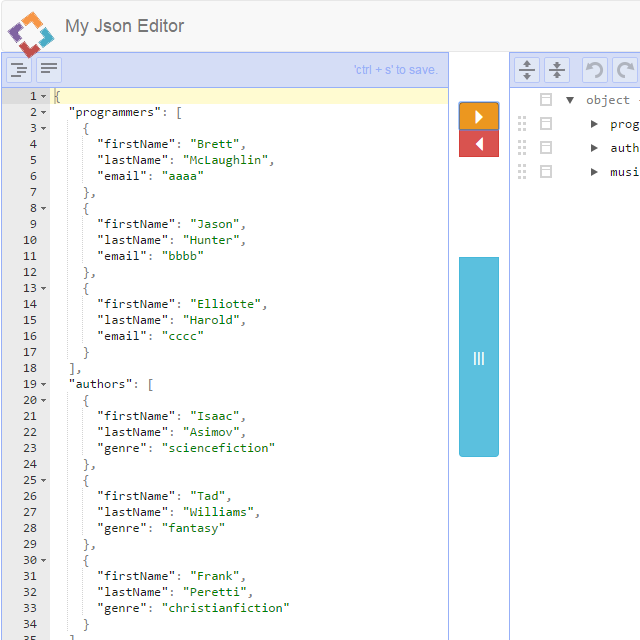 My Json Editor
'ctrl + s' to save.
1 {
2 "programmers": [
3 {
4 "firstName": "Brett",
5 "lastName": "McLaughlin",
6 "email": "aaaa"
7 },
8 {
9 "firstName": "Jason",
10 "lastName": "Hunter",
11 "email": "bbbb"
12 },
13 {
14 "firstName": "Elliotte",
15 "lastName": "Harold",
16 "email": "cccc"
17 }
18 ],
19 "authors": [
20 {
21 "firstName": "Isaac",
22 "lastName": "Asimov",
23 "genre": "sciencefiction"
24 },
25 {
26 "firstName": "Tad",
27 "lastName": "Williams",
28 "genre": "fantasy"
29 },
30 {
31 "firstName": "Frank",
32 "lastName": "Peretti",
33 "genre": "christianfiction"
34 }
35 ]
object
prog
auth
musi